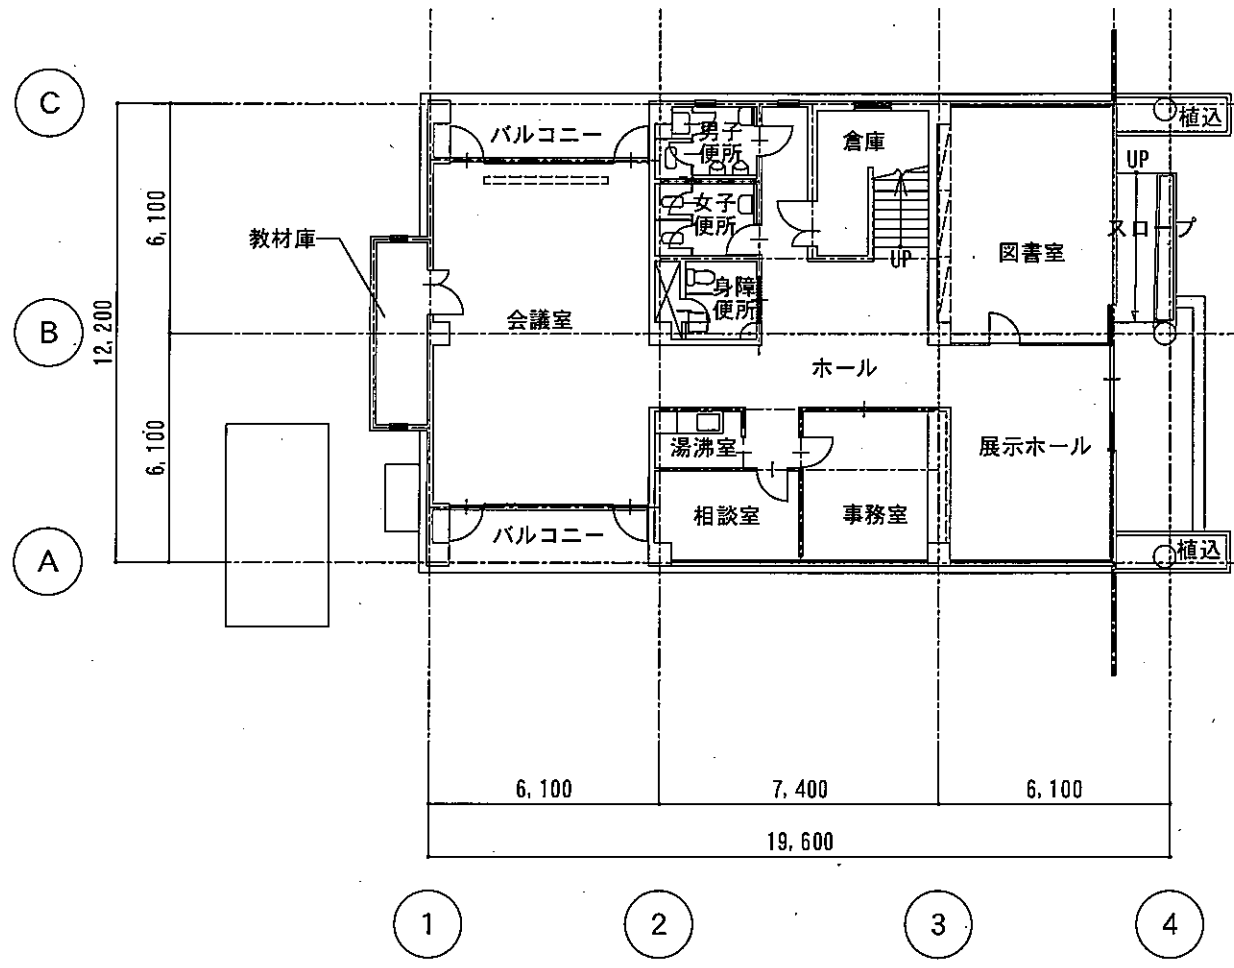 C
植込
バルコニー
男子
便所
倉庫
UP
6,100
女子
便所
スロープ
教材庫
UP
図書室
身障
便所
会議室
B
12,200
ホール
6,100
湯沸室
展示ホール
相談室
事務室
バルコニー
植込
A
6,100
7,400
6,100
19,600
1
2
3
4